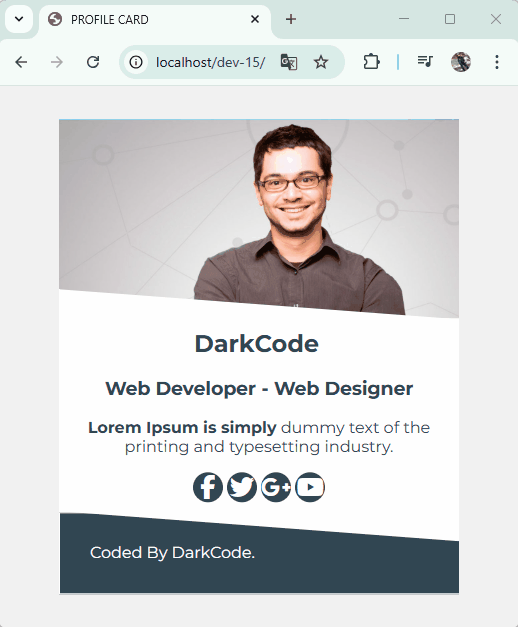 PROFILE CARD
localhost/dev-15/
DarkCode
Web Developer - Web Designer
Lorem Ipsum is simply dummy text of the
printing and typesetting industry.
Coded By DarkCode.